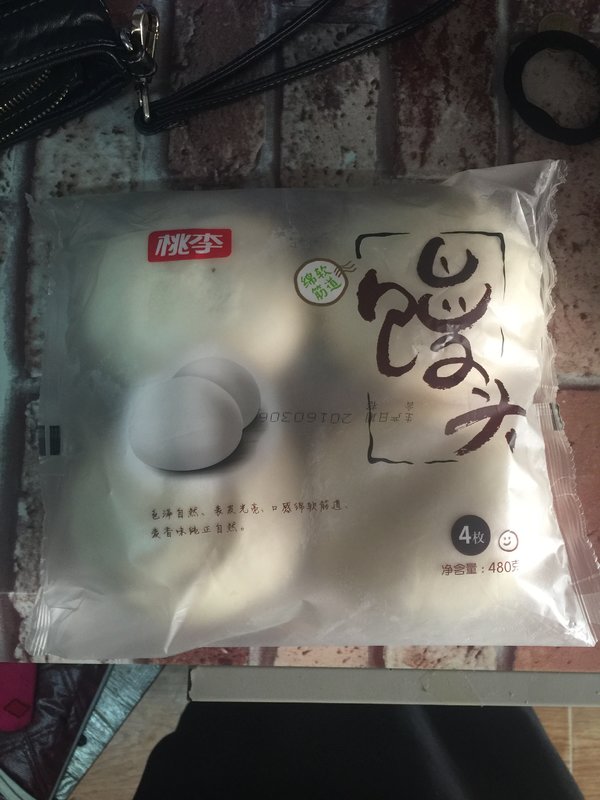 桃李
绵软
筋道
馒头
生产日期 20160306
色泽自然、表皮光亮、口感绵软筋道、
麦香味纯正自然。
4枚
净含量：480克